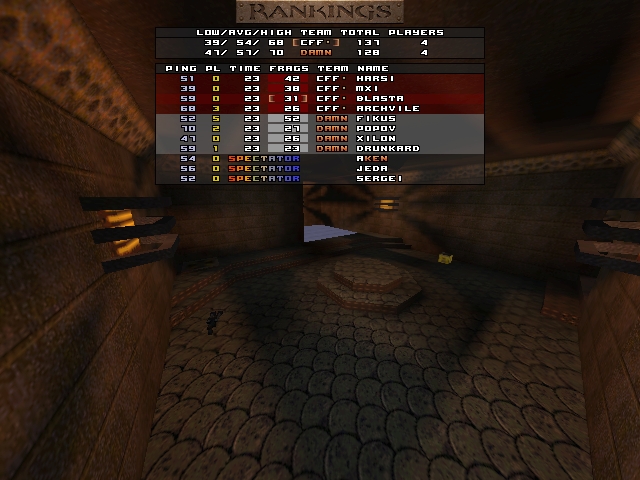 RANKINGS
LOW/AVG/HIGH TEAM TOTAL PLAYERS
39/ 54/ 68 [CFF·] 137 4
47/ 57/ 70 DAMN 128 4
PING PL TIME FRAGS TEAM NAME
51 0 23 42 CFF· HARSI
39 0 23 38 CFF· MXI
59 0 23 [ 31 ] CFF· BLASTA
68 3 23 26 CFF· ARCHVILE
52 5 23 52 DAMN FIKUS
70 2 23 27 DAMN POPOV
47 0 23 26 DAMN XILON
59 1 23 23 DAMN DRUNKARD
54 0 SPECTATOR AKEN
56 0 SPECTATOR JEDA
52 0 SPECTATOR SERGEI